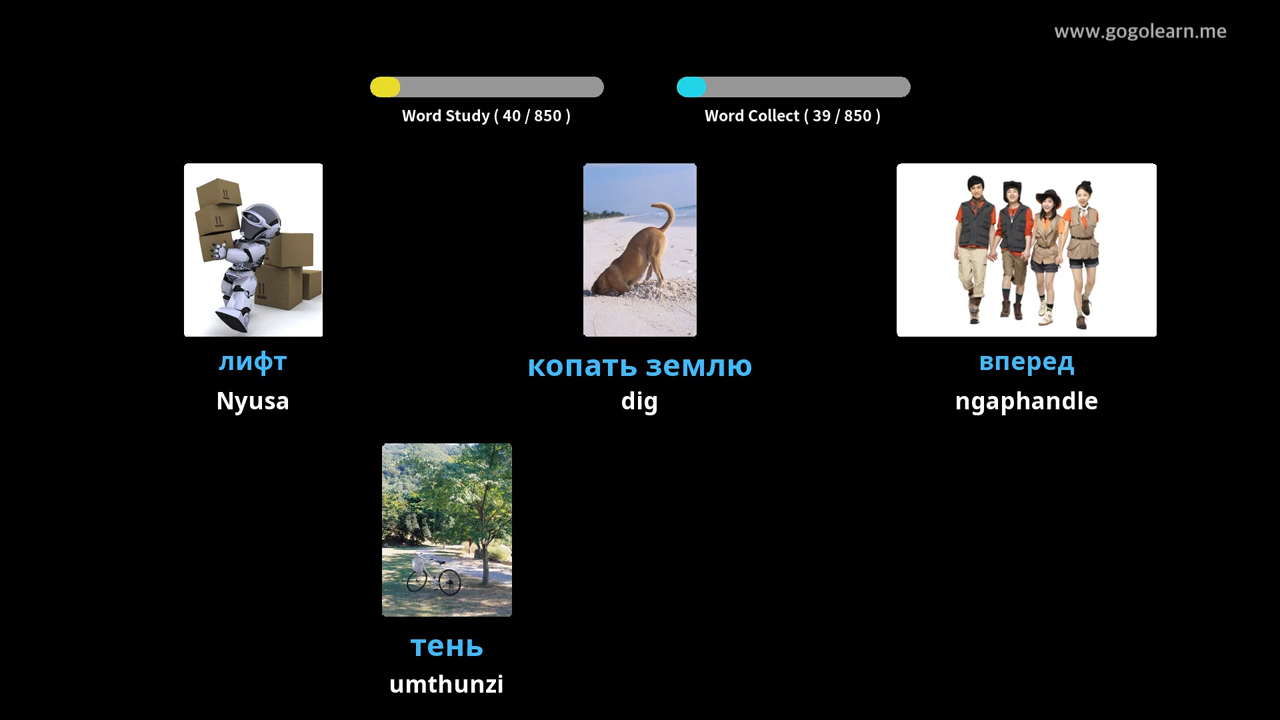 www.gogolearn.me
Word Study ( 40 / 850 )
Word Collect ( 39 / 850 )
лифт
Nyusa
копать землю
dig
вперед
ngaphandle
тень
umthunzi